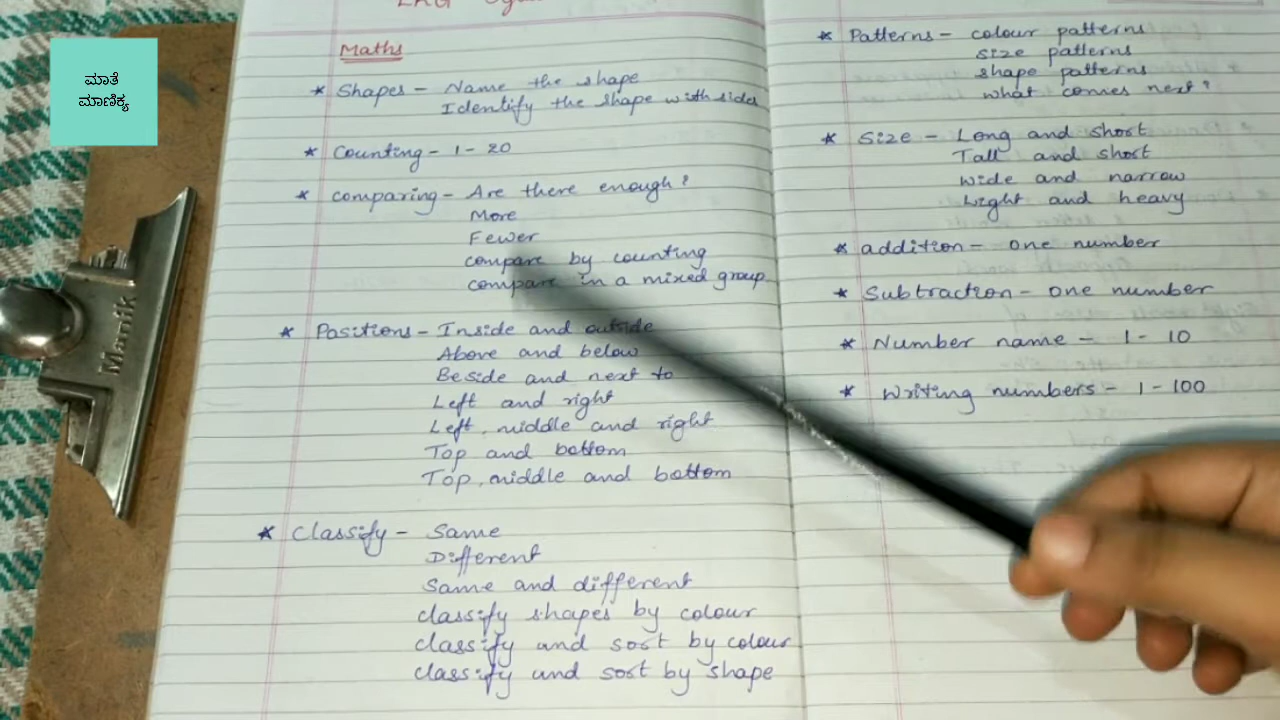 ಮಾತೆ
ಮಾಣಿಕ್ಯ
Manik
LKG
Maths
* Shapes - Name the shape
Identify the shape with sides
* Counting - 1 - 20
* comparing - Are there enough?
More
Fewer
compare by counting
compare in a mixed group
* Positions - Inside and outside
Above and below
Beside and next to
Left and right
Left, middle and right
Top and bottom
Top, middle and bottom
* Classify - Same
Different
Same and different
classify shapes by colour
classify and sort by colour
classify and sort by shape
* Patterns - colour patterns
size patterns
shape patterns
what comes next?
* Size - Long and short
Tall and short
wide and narrow
Light and heavy
* addition - one number
* Subtraction - one number
* Number name - 1 - 10
* Writing numbers - 1 - 100